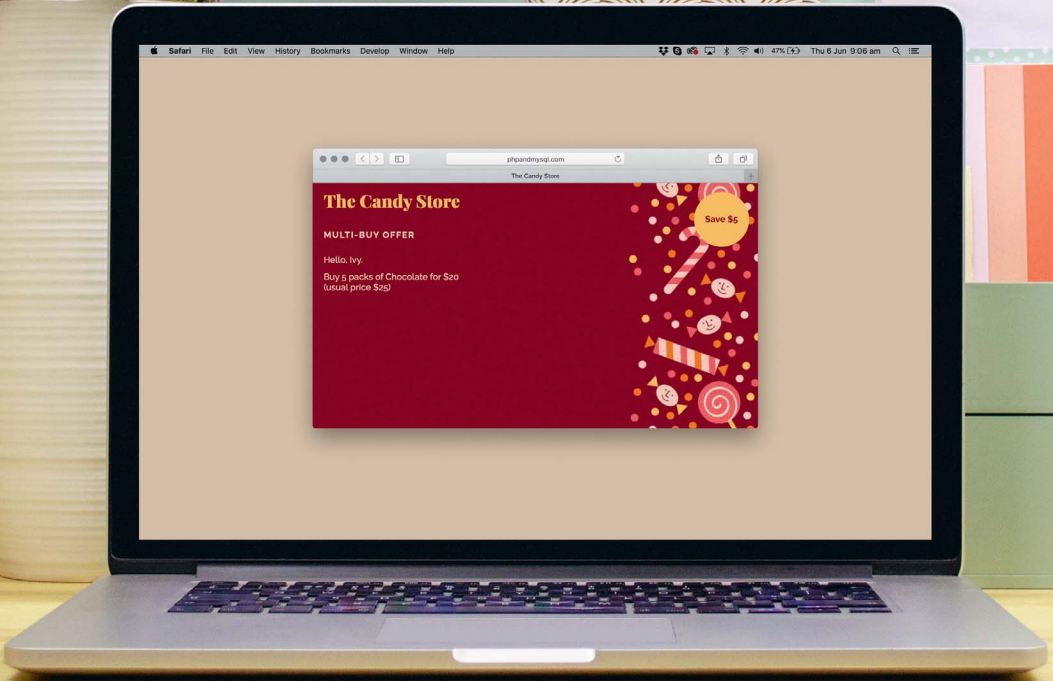 Safari File Edit View History Bookmarks Develop Window Help 47% Thu 6 Jun 9:06 am
phpandmysql.com
The Candy Store
The Candy Store
Save $5
MULTI-BUY OFFER
Hello, Ivy.
Buy 5 packs of Chocolate for $20
(usual price $25)